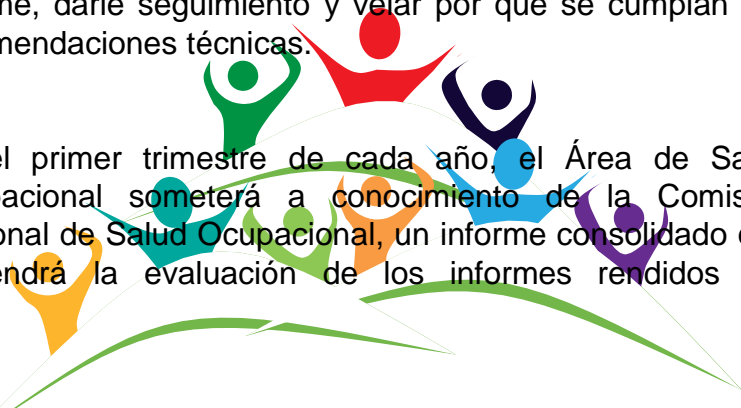 me, darle seguimiento y velar por que se cumplan
mendaciones técnicas.
el primer trimestre de cada año, el Área de Sa
pacional someterá a conocimiento de la Comis
onal de Salud Ocupacional, un informe consolidado
endrá la evaluación de los informes rendidos